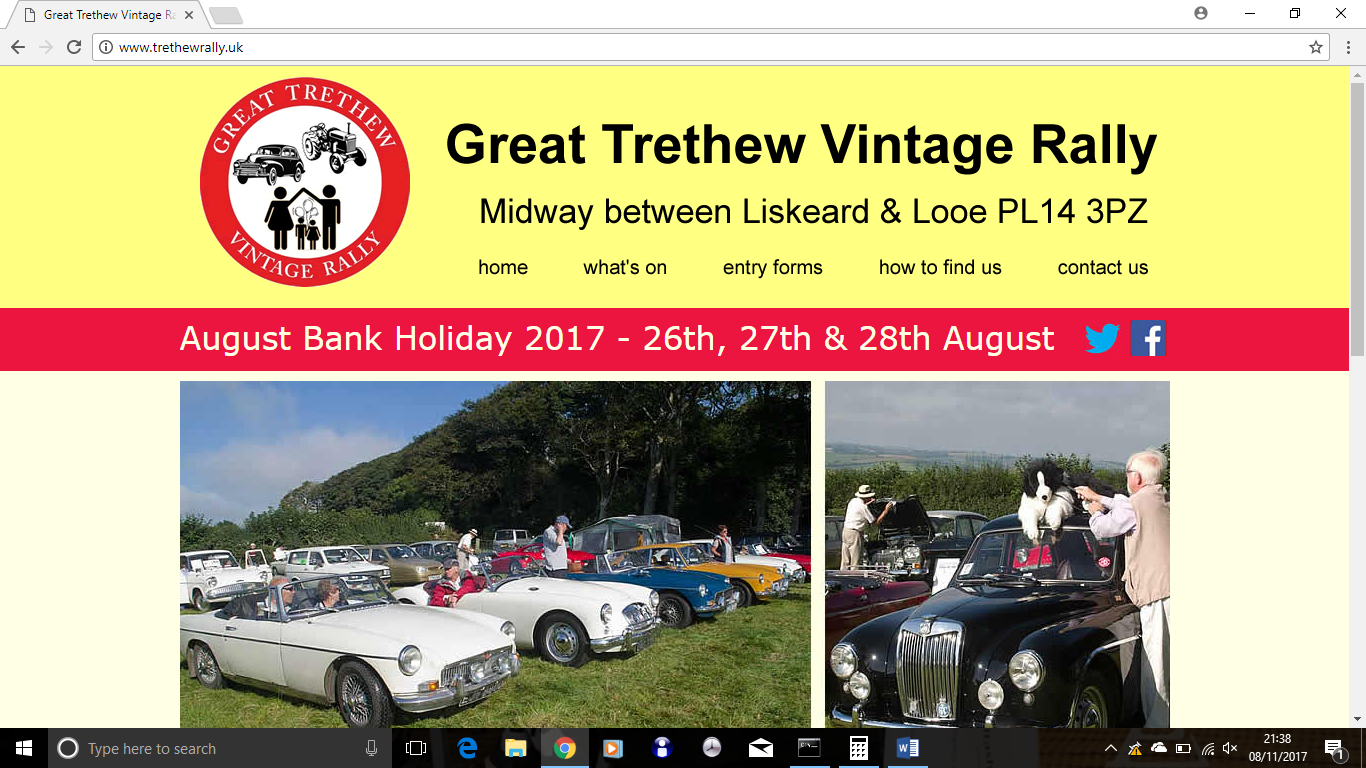 Great Trethew Vintage Ra
www.trethewrally.uk
GREAT TRETHEW
VINTAGE RALLY
Great Trethew Vintage Rally
Midway between Liskeard & Looe PL14 3PZ
home what's on entry forms how to find us contact us
August Bank Holiday 2017 - 26th, 27th & 28th August
Type here to search
21:38
08/11/2017
1